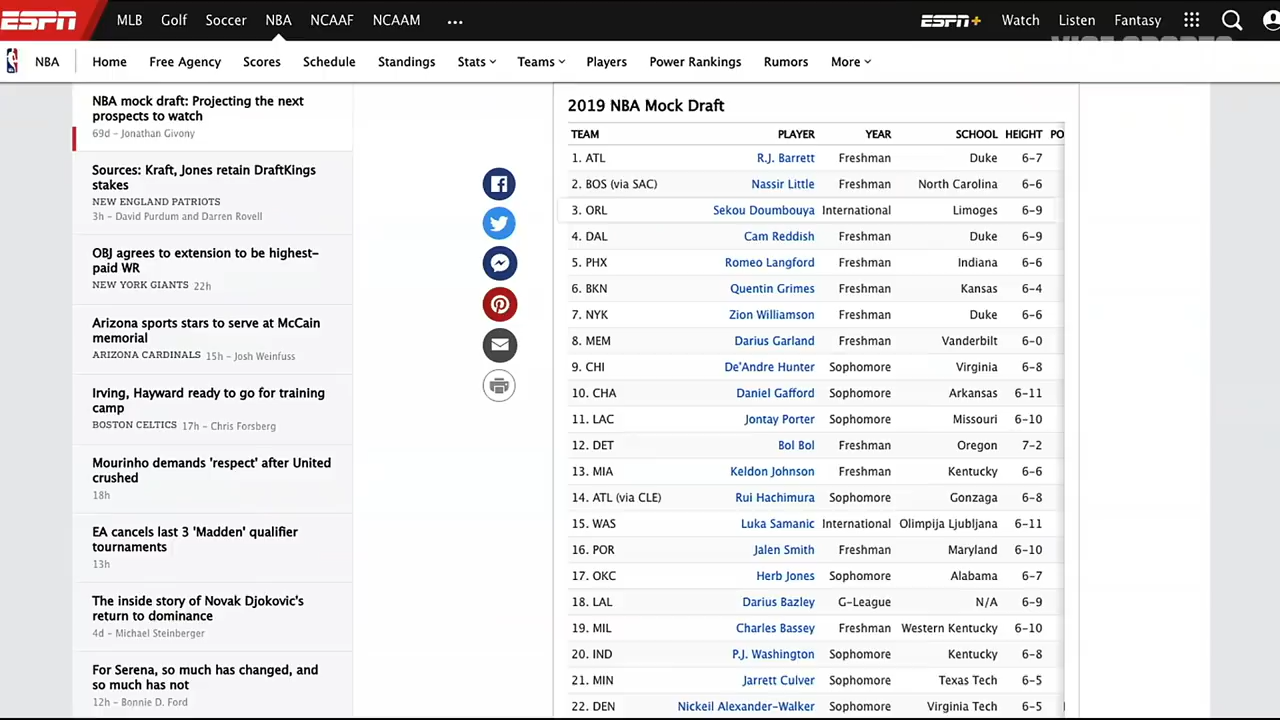 ESPN MLB Golf Soccer NBA NCAAF NCAAM ... ESPN+ Watch Listen Fantasy
NBA Home Free Agency Scores Schedule Standings Stats Teams Players Power Rankings Rumors More
NBA mock draft: Projecting the next
prospects to watch
69d – Jonathan Givony
Sources: Kraft, Jones retain DraftKings
stakes
NEW ENGLAND PATRIOTS
3h – David Purdum and Darren Rovell
OBJ agrees to extension to be highest-
paid WR
NEW YORK GIANTS 22h
Arizona sports stars to serve at McCain
memorial
ARIZONA CARDINALS 15h – Josh Weinfuss
Irving, Hayward ready to go for training
camp
BOSTON CELTICS 17h – Chris Forsberg
Mourinho demands 'respect' after United
crushed
18h
EA cancels last 3 'Madden' qualifier
tournaments
13h
The inside story of Novak Djokovic's
return to dominance
4d – Michael Steinberger
For Serena, so much has changed, and
so much has not
12h – Bonnie D. Ford
2019 NBA Mock Draft
TEAM PLAYER YEAR SCHOOL HEIGHT PO
1. ATL R.J. Barrett Freshman Duke 6-7
2. BOS (via SAC) Nassir Little Freshman North Carolina 6-6
3. ORL Sekou Doumbouya International Limoges 6-9
4. DAL Cam Reddish Freshman Duke 6-9
5. PHX Romeo Langford Freshman Indiana 6-6
6. BKN Quentin Grimes Freshman Kansas 6-4
7. NYK Zion Williamson Freshman Duke 6-6
8. MEM Darius Garland Freshman Vanderbilt 6-0
9. CHI De'Andre Hunter Sophomore Virginia 6-8
10. CHA Daniel Gafford Sophomore Arkansas 6-11
11. LAC Jontay Porter Sophomore Missouri 6-10
12. DET Bol Bol Freshman Oregon 7-2
13. MIA Keldon Johnson Freshman Kentucky 6-6
14. ATL (via CLE) Rui Hachimura Sophomore Gonzaga 6-8
15. WAS Luka Samanic International Olimpija Ljubljana 6-11
16. POR Jalen Smith Freshman Maryland 6-10
17. OKC Herb Jones Sophomore Alabama 6-7
18. LAL Darius Bazley G-League N/A 6-9
19. MIL Charles Bassey Freshman Western Kentucky 6-10
20. IND P.J. Washington Sophomore Kentucky 6-8
21. MIN Jarrett Culver Sophomore Texas Tech 6-5
22. DEN Nickeil Alexander-Walker Sophomore Virginia Tech 6-5